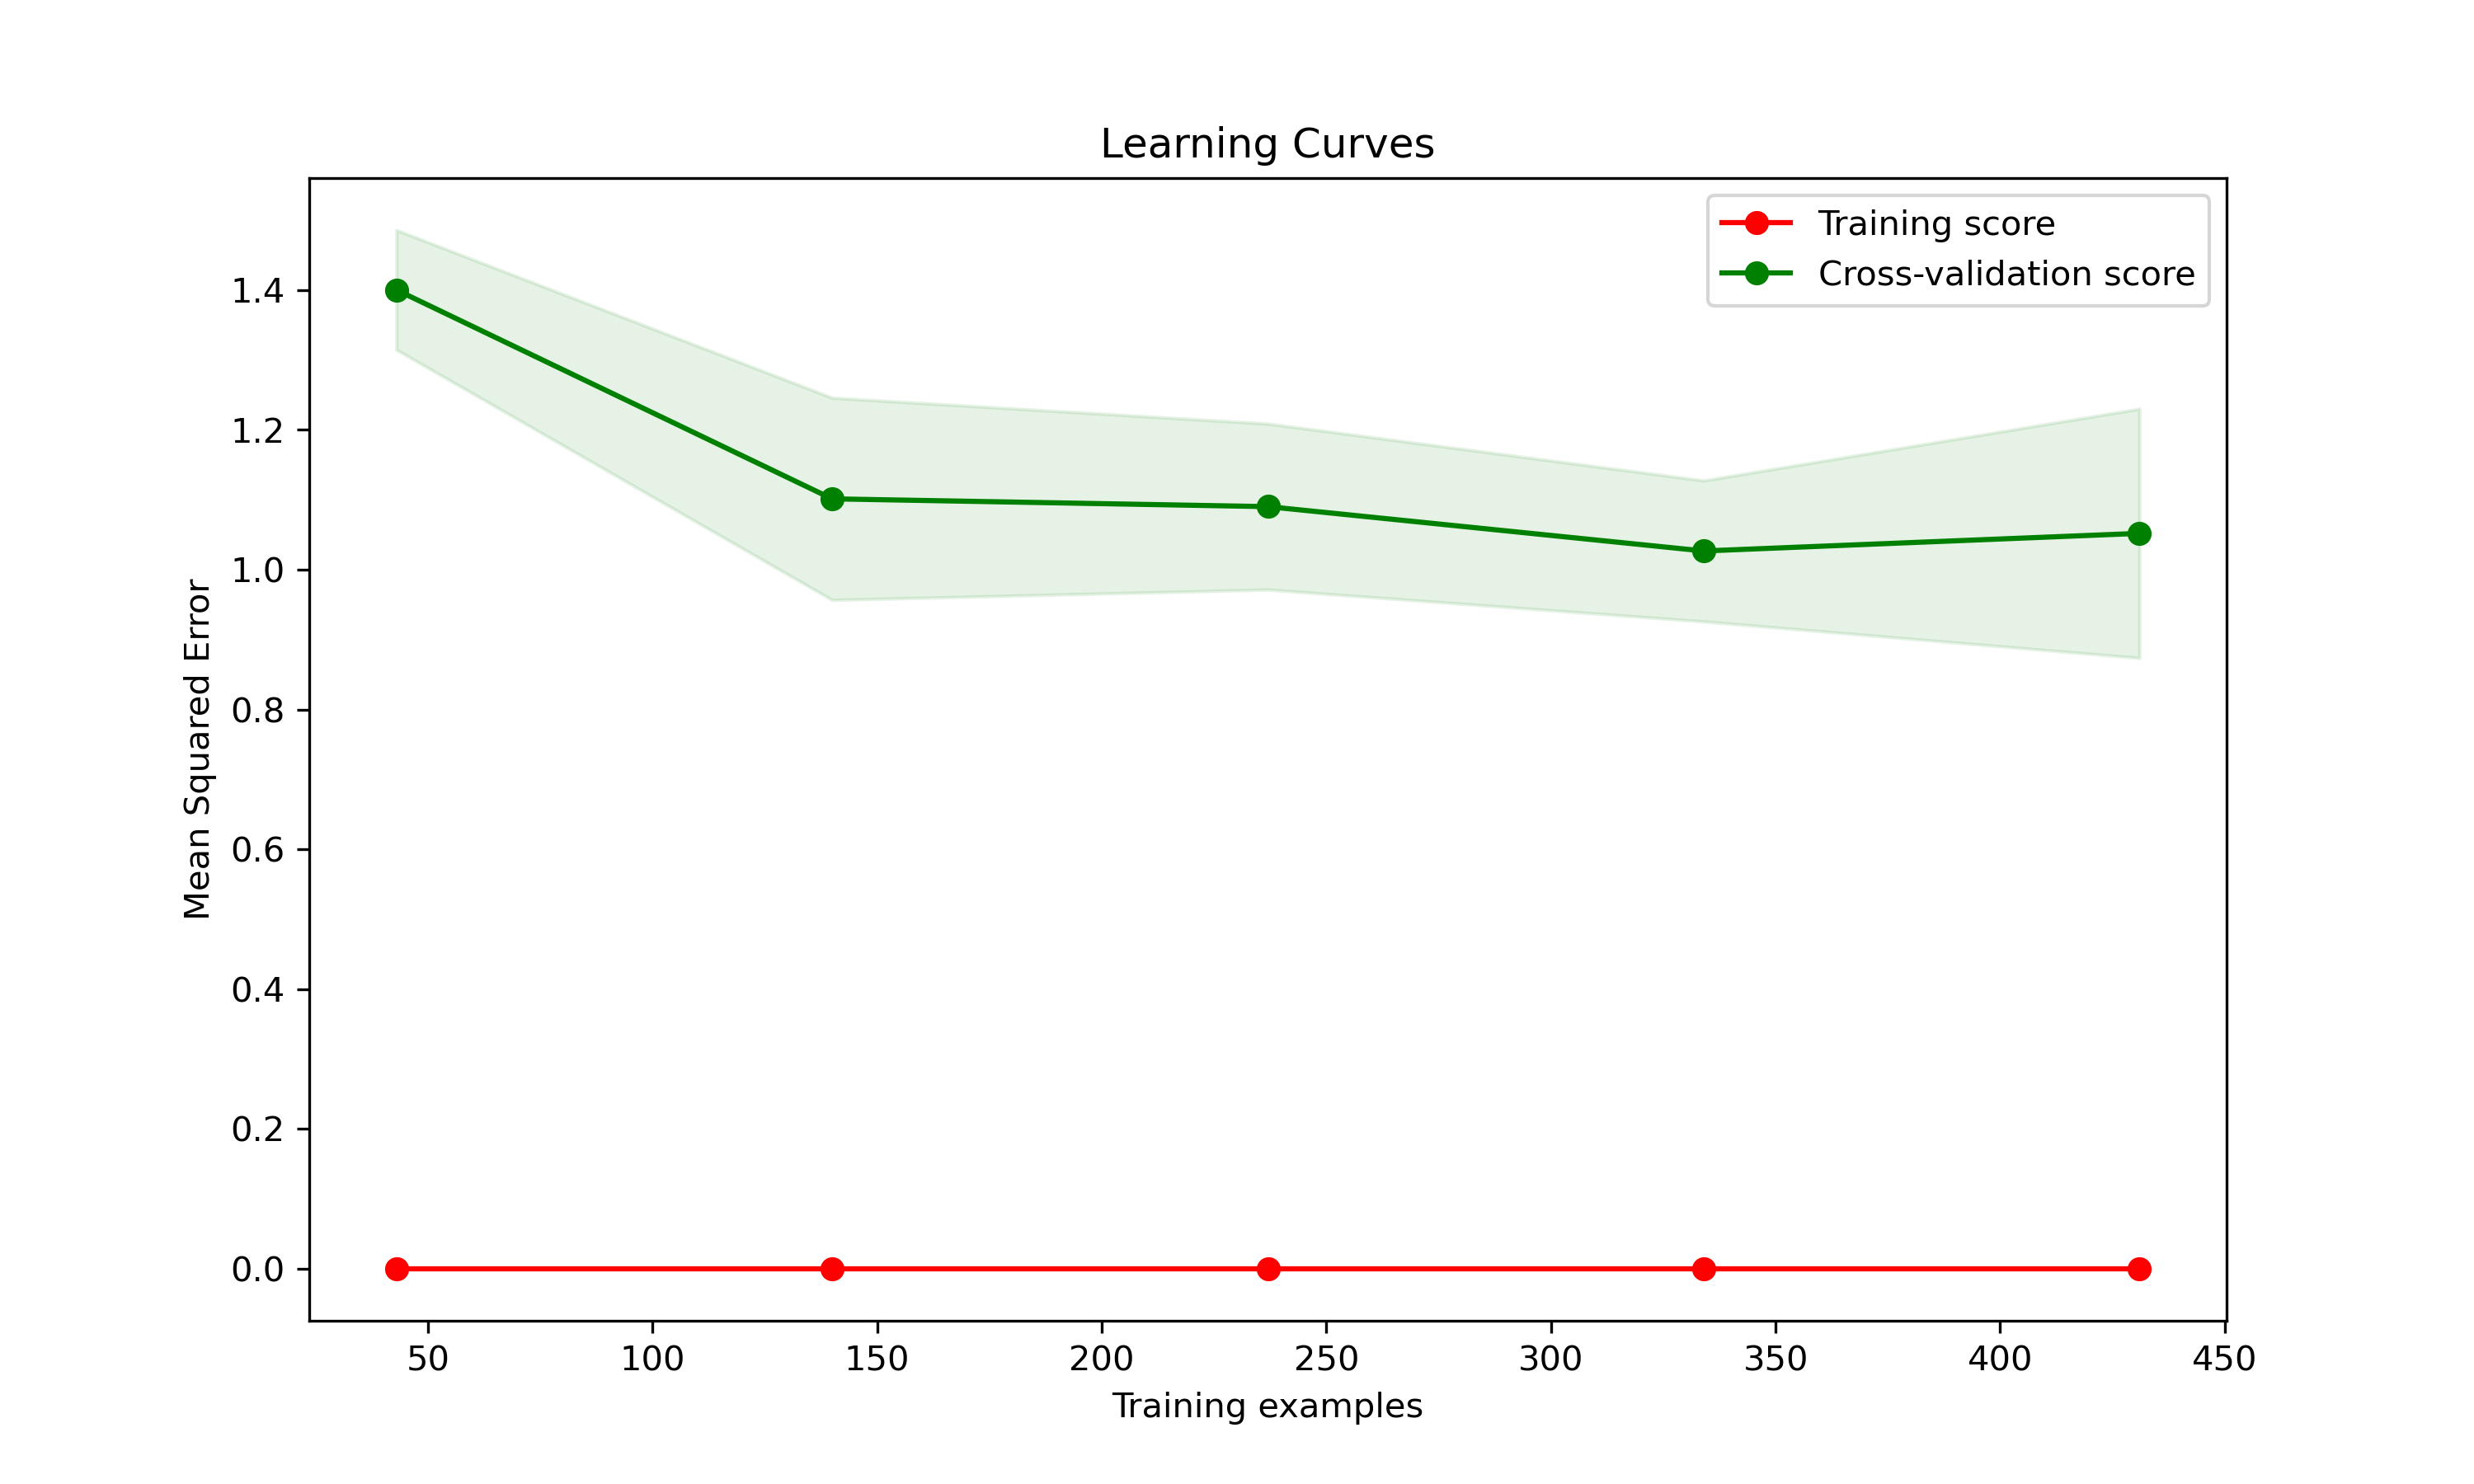 Learning Curves
Training score
Cross-validation score
Mean Squared Error
1.4
1.2
1.0
0.8
0.6
0.4
0.2
0.0
50 100 150 200 250 300 350 400 450
Training examples